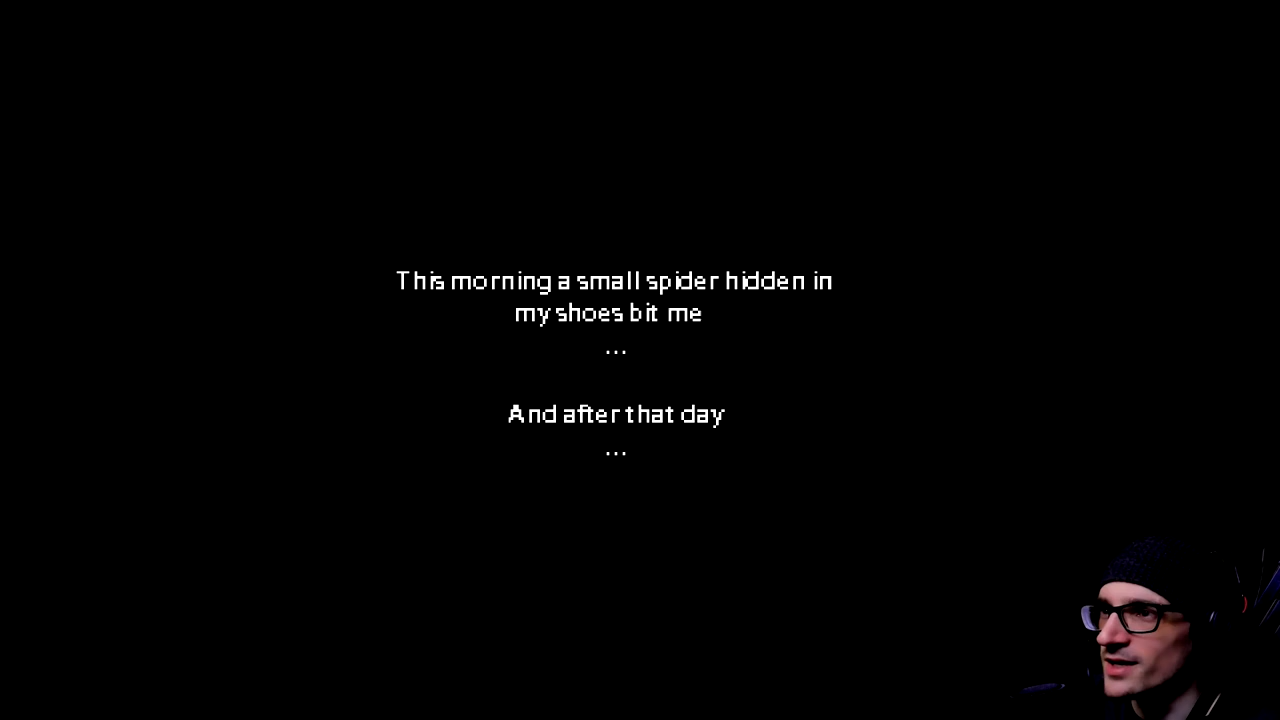 This morning a small spider hidden in
my shoes bit me
...
And after that day
...